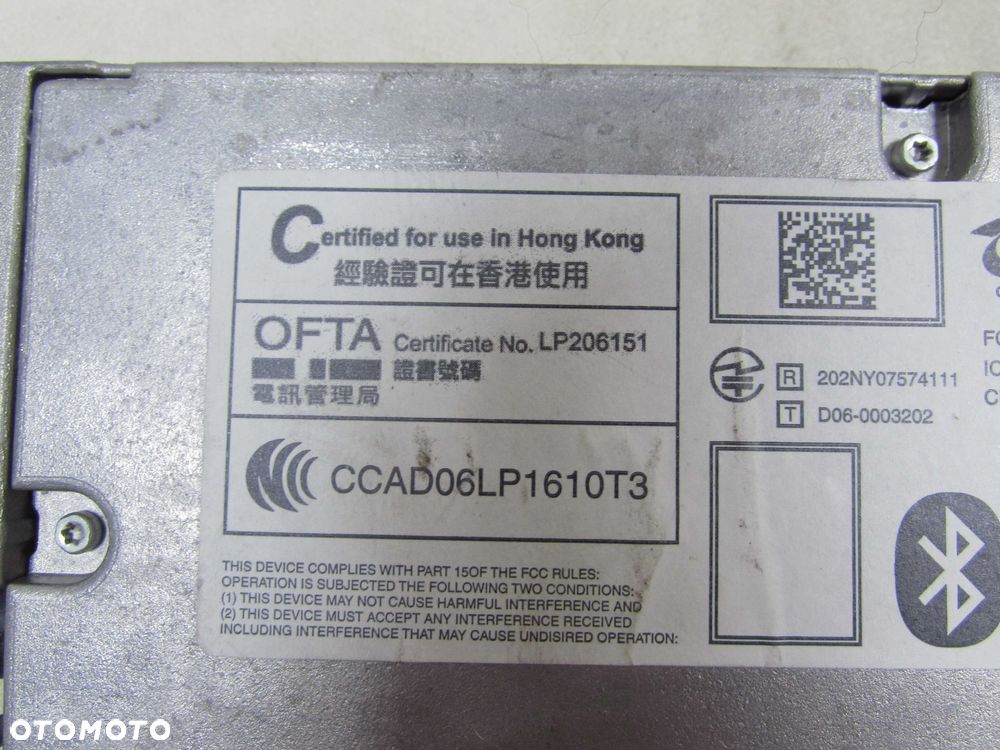 Certified for use in Hong Kong
經驗證可在香港使用
OFTA Certificate No. LP206151
證書號碼
電訊管理局
CCAD06LP1610T3
R 202NY07574111
T D06-0003202
THIS DEVICE COMPLIES WITH PART 15OF THE FCC RULES:
OPERATION IS SUBJECTED THE FOLLOWING TWO CONDITIONS:
(1) THIS DEVICE MAY NOT CAUSE HARMFUL INTERFERENCE AND
(2) THIS DEVICE MUST ACCEPT ANY INTERFERENCE RECEIVED
INCLUDING INTERFERENCE THAT MAY CAUSE UNDISIRED OPERATION:
OTOMOTO